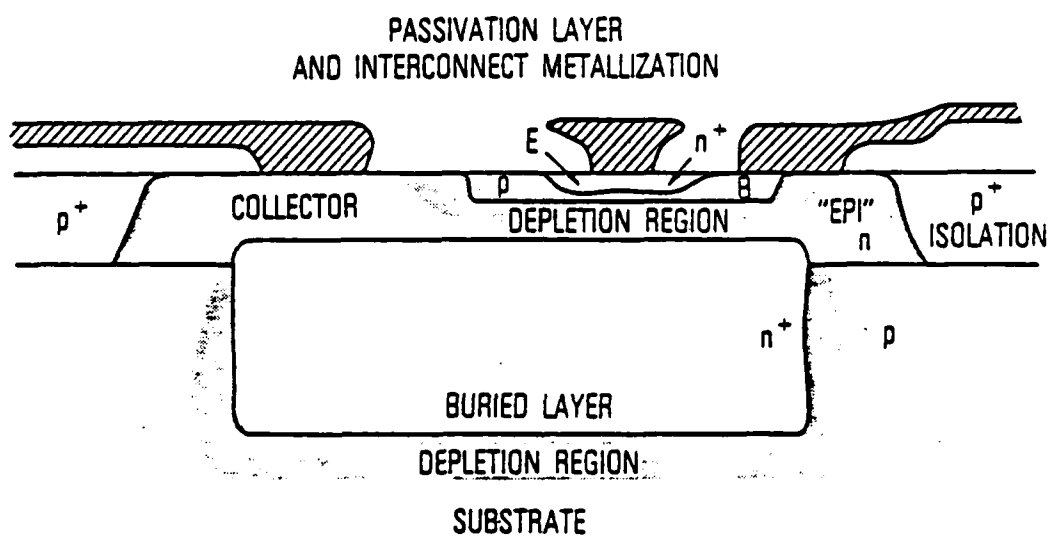 PASSIVATION LAYER
AND INTERCONNECT METALLIZATION
E
n+
p
B
p+
COLLECTOR
DEPLETION REGION
"EPI"
n
p+
ISOLATION
n+
p
BURIED LAYER
DEPLETION REGION
SUBSTRATE